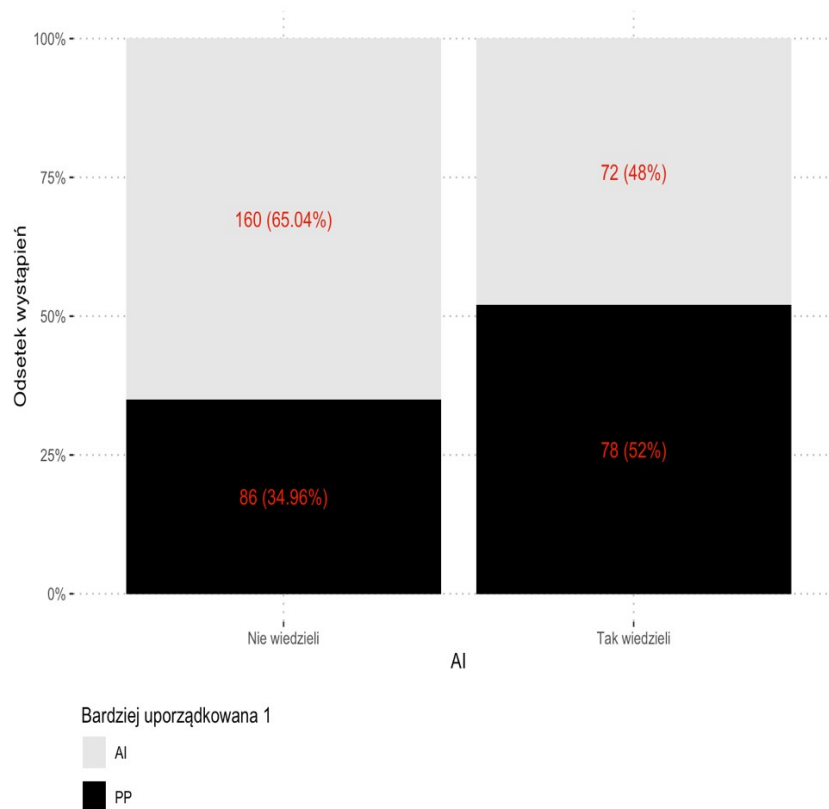 100%
75%
50%
25%
0%
Odsetek wystąpień
160 (65.04%)
72 (48%)
86 (34.96%)
78 (52%)
Nie wiedzieli
Tak wiedzieli
AI
Bardziej uporządkowana 1
AI
PP